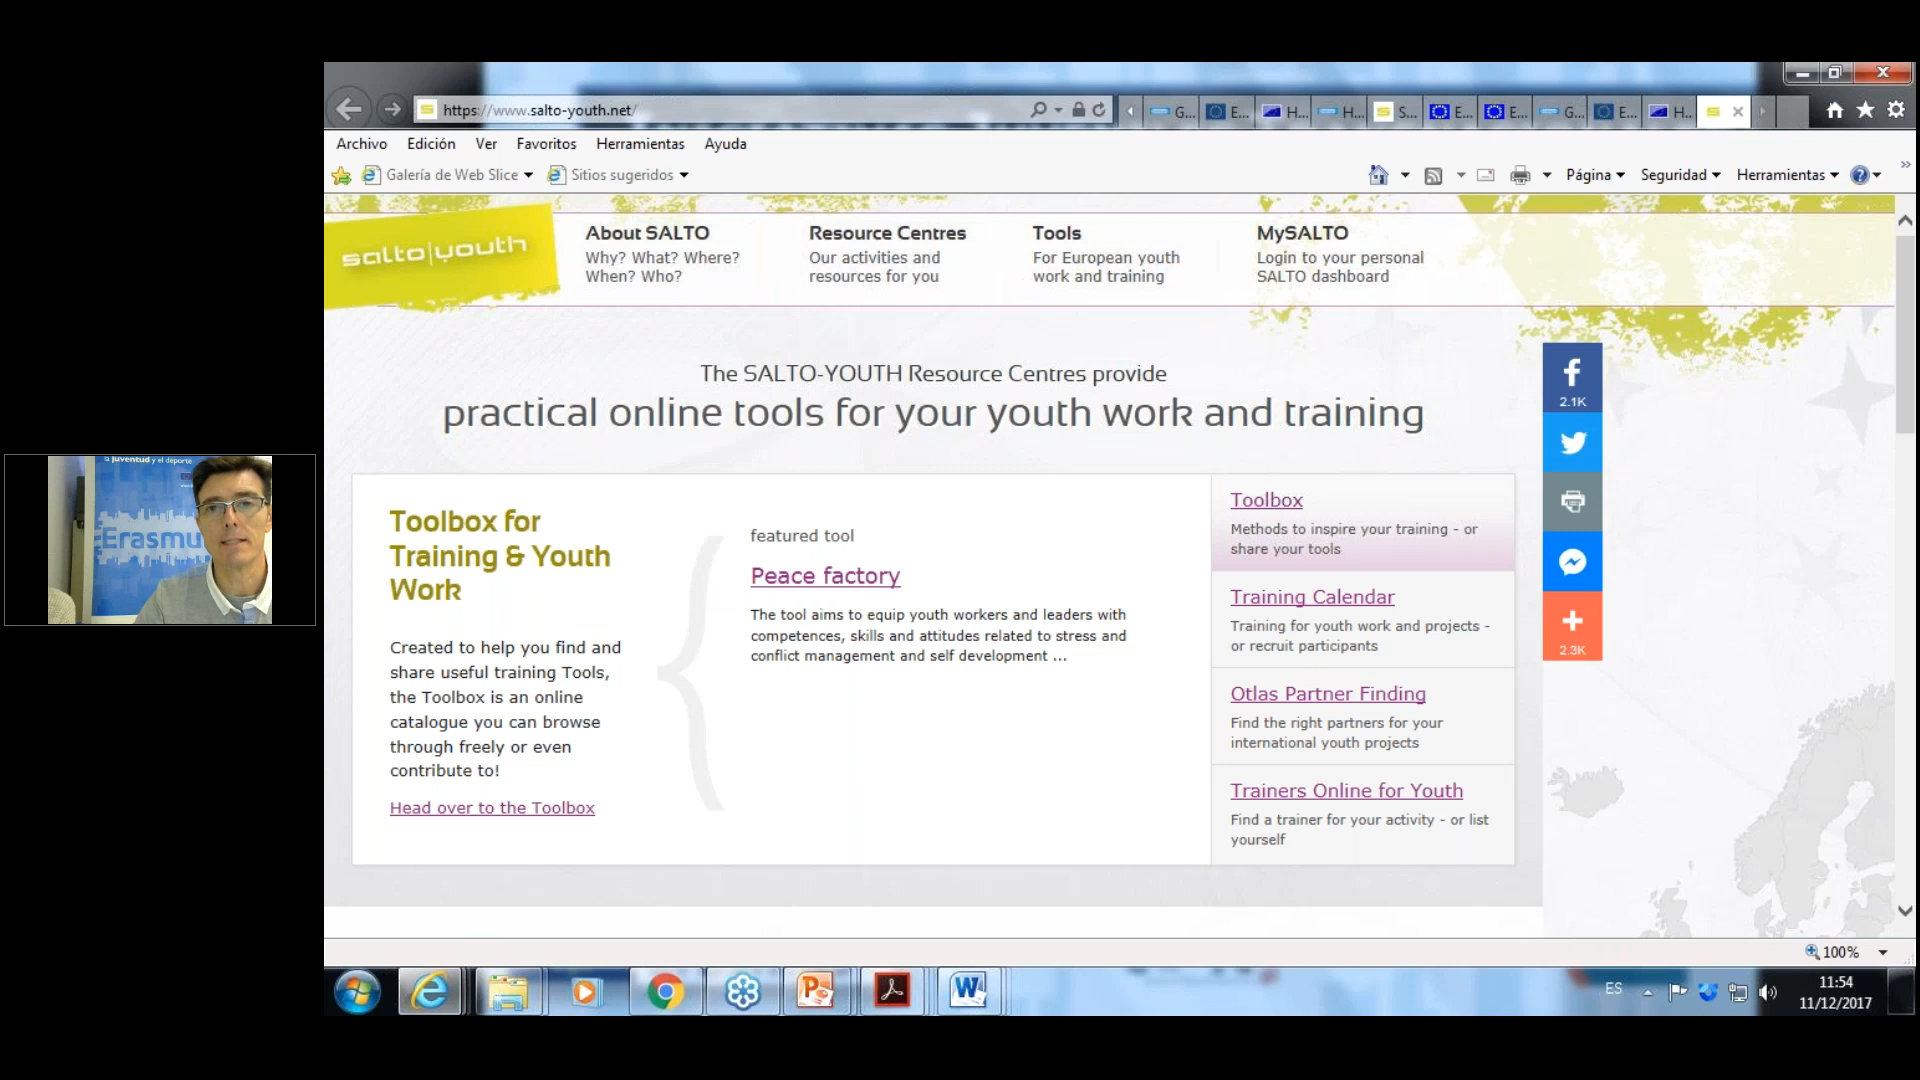 la juventud y el deporte
Erasmu
https://www.salto-youth.net/
G...
E...
H...
H...
S...
E...
E...
G...
E...
H...
Archivo Edición Ver Favoritos Herramientas Ayuda
Galería de Web Slice
Sitios sugeridos
Página
Seguridad
Herramientas
salto|youth
About SALTO
Why? What? Where?
When? Who?
Resource Centres
Our activities and
resources for you
Tools
For European youth
work and training
MySALTO
Login to your personal
SALTO dashboard
The SALTO-YOUTH Resource Centres provide
practical online tools for your youth work and training
2.1K
2.3K
Toolbox for
Training & Youth
Work
Created to help you find and
share useful training Tools,
the Toolbox is an online
catalogue you can browse
through freely or even
contribute to!
Head over to the Toolbox
featured tool
Peace factory
The tool aims to equip youth workers and leaders with
competences, skills and attitudes related to stress and
conflict management and self development ...
Toolbox
Methods to inspire your training - or
share your tools
Training Calendar
Training for youth work and projects -
or recruit participants
Otlas Partner Finding
Find the right partners for your
international youth projects
Trainers Online for Youth
Find a trainer for your activity - or list
yourself
100%
ES
11:54
11/12/2017